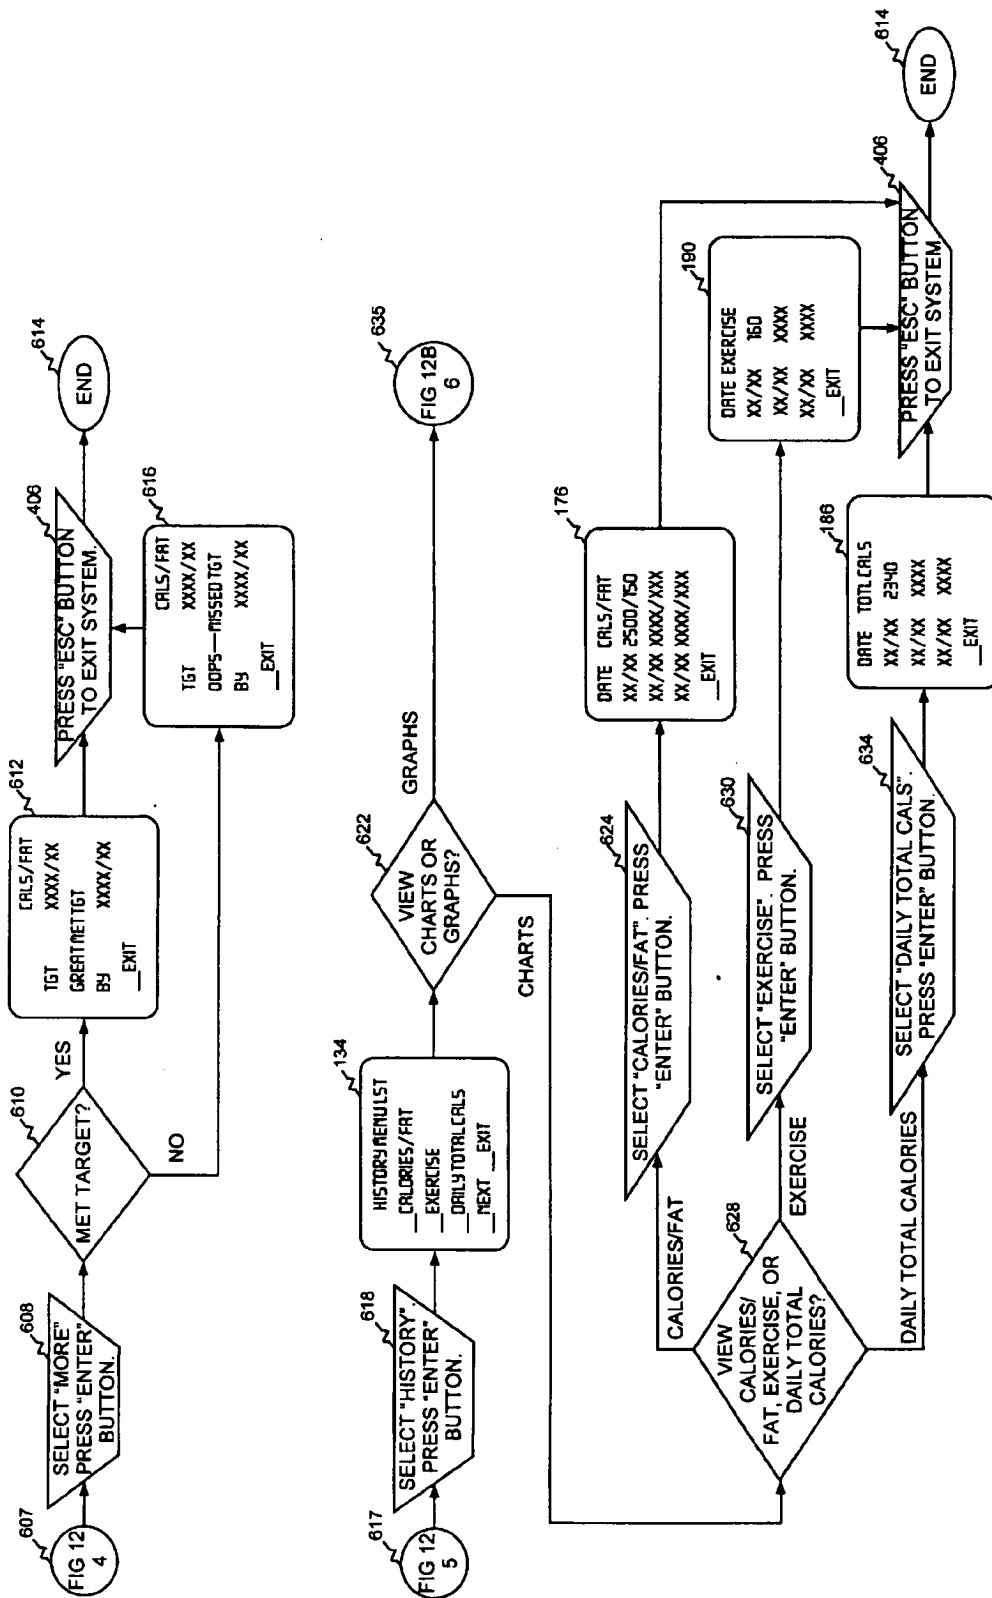 607
FIG 12
4
608
SELECT "MORE"
PRESS "ENTER"
BUTTON.
610
MET TARGET?
YES
NO
612
CALS/FAT
TGT XXXX/XX
GREAT MET TGT
BY XXXX/XX
__EXIT
406
PRESS "ESC" BUTTON
TO EXIT SYSTEM.
614
END
616
CALS/FAT
TGT XXXX/XX
OOPS—MISSED TGT
BY XXXX/XX
__EXIT
617
FIG 12
5
618
SELECT "HISTORY".
PRESS "ENTER"
BUTTON.
134
HISTORY MENU LST
__CALORIES/FAT
__EXERCISE
__DAILY TOTAL CALS
__NEXT __EXIT
622
VIEW
CHARTS OR
GRAPHS?
GRAPHS
CHARTS
635
FIG 12B
6
628
VIEW
CALORIES/
FAT, EXERCISE, OR
DAILY TOTAL
CALORIES?
CALORIES/FAT
EXERCISE
DAILY TOTAL CALORIES
624
SELECT "CALORIES/FAT". PRESS
"ENTER" BUTTON.
176
DATE CALS/FAT
XX/XX 2500/150
XX/XX XXXX/XXX
XX/XX XXXX/XXX
__EXIT
630
SELECT "EXERCISE". PRESS
"ENTER" BUTTON.
190
DATE EXERCISE
XX/XX 160
XX/XX XXXX
XX/XX XXXX
__EXIT
634
SELECT "DAILY TOTAL CALS".
PRESS "ENTER" BUTTON.
186
DATE TOTL CALS
XX/XX 2340
XX/XX XXXX
XX/XX XXXX
__EXIT
406
PRESS "ESC" BUTTON
TO EXIT SYSTEM
614
END